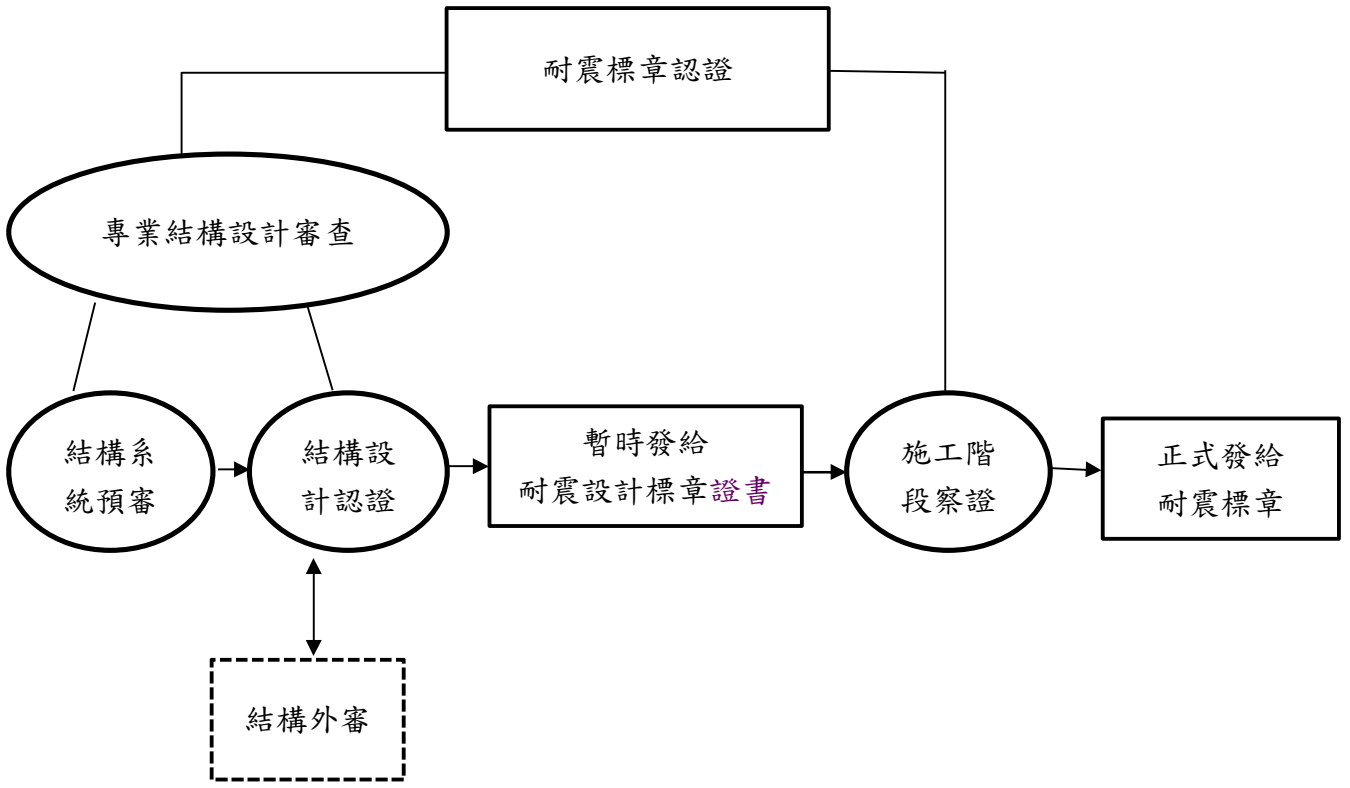 耐震標章認證
專業結構設計審查
結構系
統預審
結構設
計認證
暫時發給
耐震設計標章證書
施工階
段察證
正式發給
耐震標章
結構外審